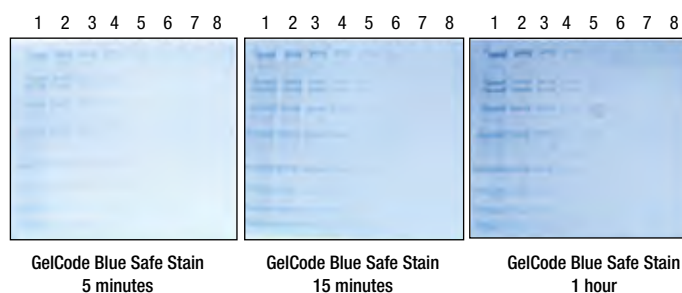 1 2 3 4 5 6 7 8
1 2 3 4 5 6 7 8
1 2 3 4 5 6 7 8
GelCode Blue Safe Stain
5 minutes
GelCode Blue Safe Stain
15 minutes
GelCode Blue Safe Stain
1 hour